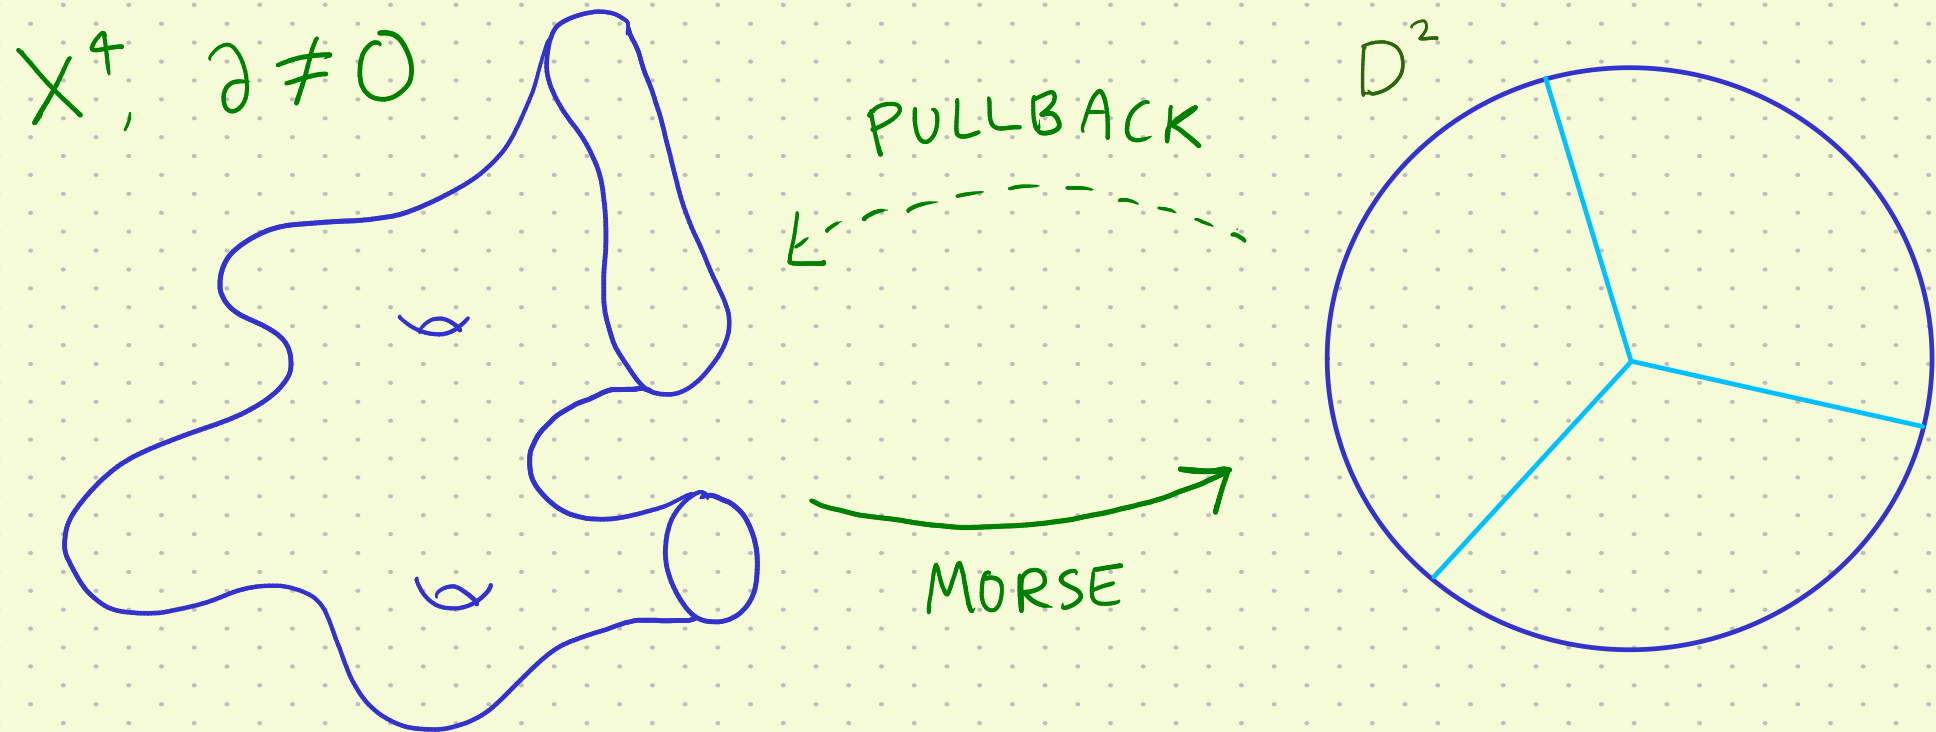 X⁴, ∂ ≠ 0
PULLBACK
D²
MORSE